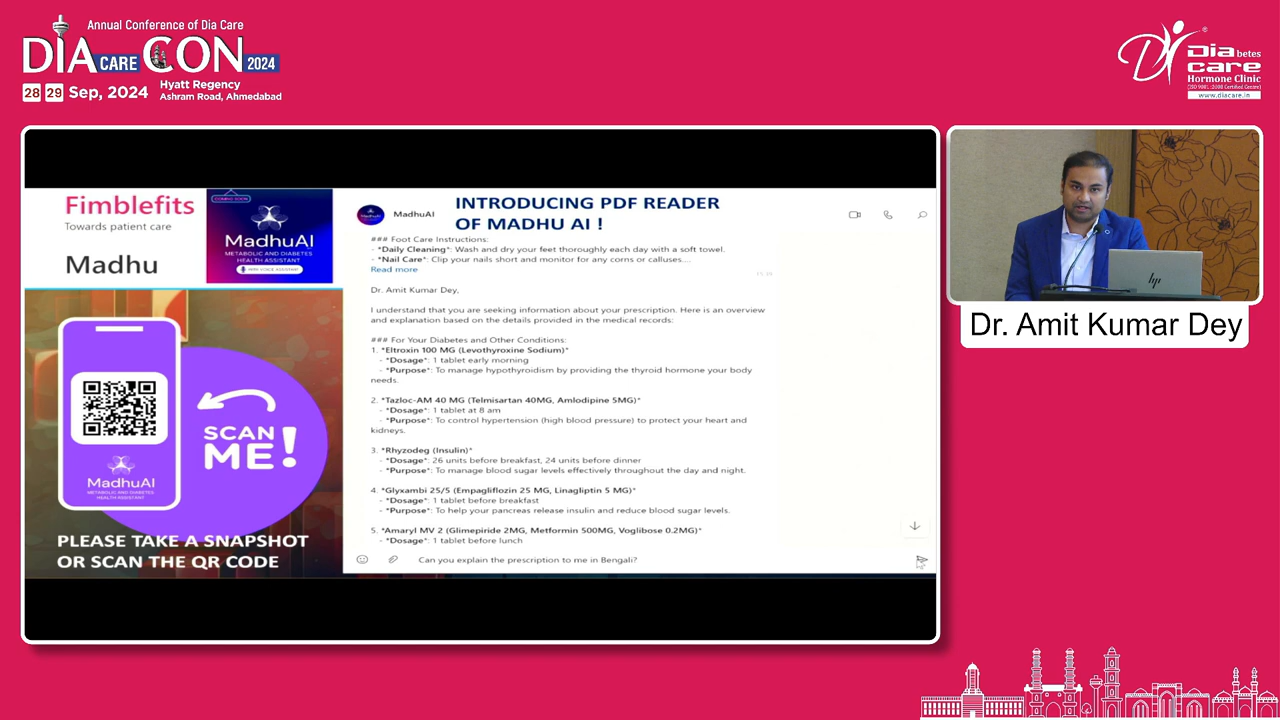 Annual Conference of Dia Care
DIA CARE CON 2024
28 29 Sep, 2024
Hyatt Regency
Ashram Road, Ahmedabad
Diabetes
care
Hormone Clinic
(ISO 9001:2008 Certified Centre)
www.diacare.in
Fimblefits
Towards patient care
Madhu
COMING SOON
MadhuAI
METABOLIC AND DIABETES
HEALTH ASSISTANT
WITH VOICE ASSISTANT
SCAN
ME!
MadhuAI
METABOLIC AND DIABETES
HEALTH ASSISTANT
PLEASE TAKE A SNAPSHOT
OR SCAN THE QR CODE
MadhuAI
INTRODUCING PDF READER
OF MADHU AI !
### Foot Care Instructions:
- *Daily Cleaning*: Wash and dry your feet thoroughly each day with a soft towel.
- *Nail Care*: Clip your nails short and monitor for any corns or calluses....
Read more
Dr. Amit Kumar Dey,
I understand that you are seeking information about your prescription. Here is an overview
and explanation based on the details provided in the medical records:
### For Your Diabetes and Other Conditions:
1. *Eltroxin 100 MG (Levothyroxine Sodium)*
- *Dosage*: 1 tablet early morning
- *Purpose*: To manage hypothyroidism by providing the thyroid hormone your body
needs.
2. *Tazloc-AM 40 MG (Telmisartan 40MG, Amlodipine 5MG)*
- *Dosage*: 1 tablet at 8 am
- *Purpose*: To control hypertension (high blood pressure) to protect your heart and
kidneys.
3. *Rhyzodeg (Insulin)*
- *Dosage*: 26 units before breakfast, 24 units before dinner
- *Purpose*: To manage blood sugar levels effectively throughout the day and night.
4. *Glyxambi 25/5 (Empagliflozin 25 MG, Linagliptin 5 MG)*
- *Dosage*: 1 tablet before breakfast
- *Purpose*: To help your pancreas release insulin and reduce blood sugar levels.
5. *Amaryl MV 2 (Glimepiride 2MG, Metformin 500MG, Voglibose 0.2MG)*
- *Dosage*: 1 tablet before lunch
Can you explain the prescription to me in Bengali?
hp
Dr. Amit Kumar Dey